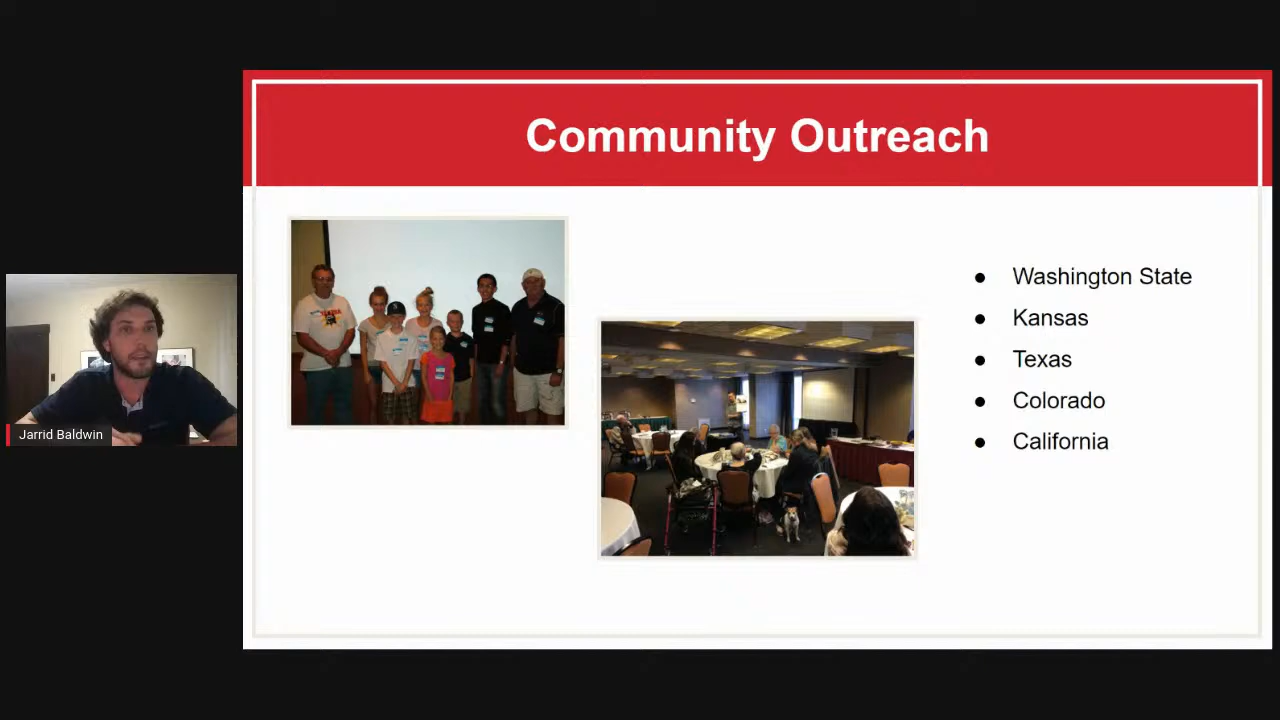 Community Outreach
Washington State
Kansas
Texas
Colorado
California
Jarrid Baldwin